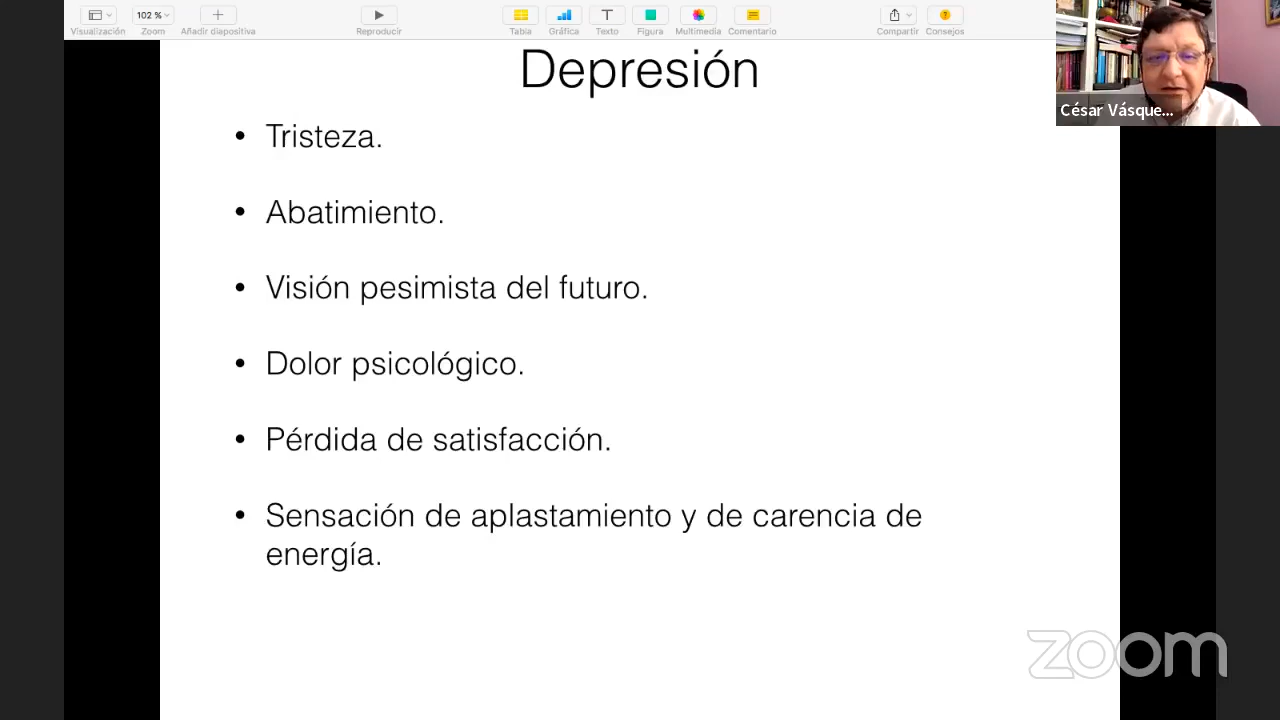 102 %
Visualización
Zoom
Añadir diapositiva
Reproducir
Tabla
Gráfica
Texto
Figura
Multimedia
Comentario
Compartir
Consejos
Depresión
César Vásque...
• Tristeza.
• Abatimiento.
• Visión pesimista del futuro.
• Dolor psicológico.
• Pérdida de satisfacción.
• Sensación de aplastamiento y de carencia de
energía.
zoom